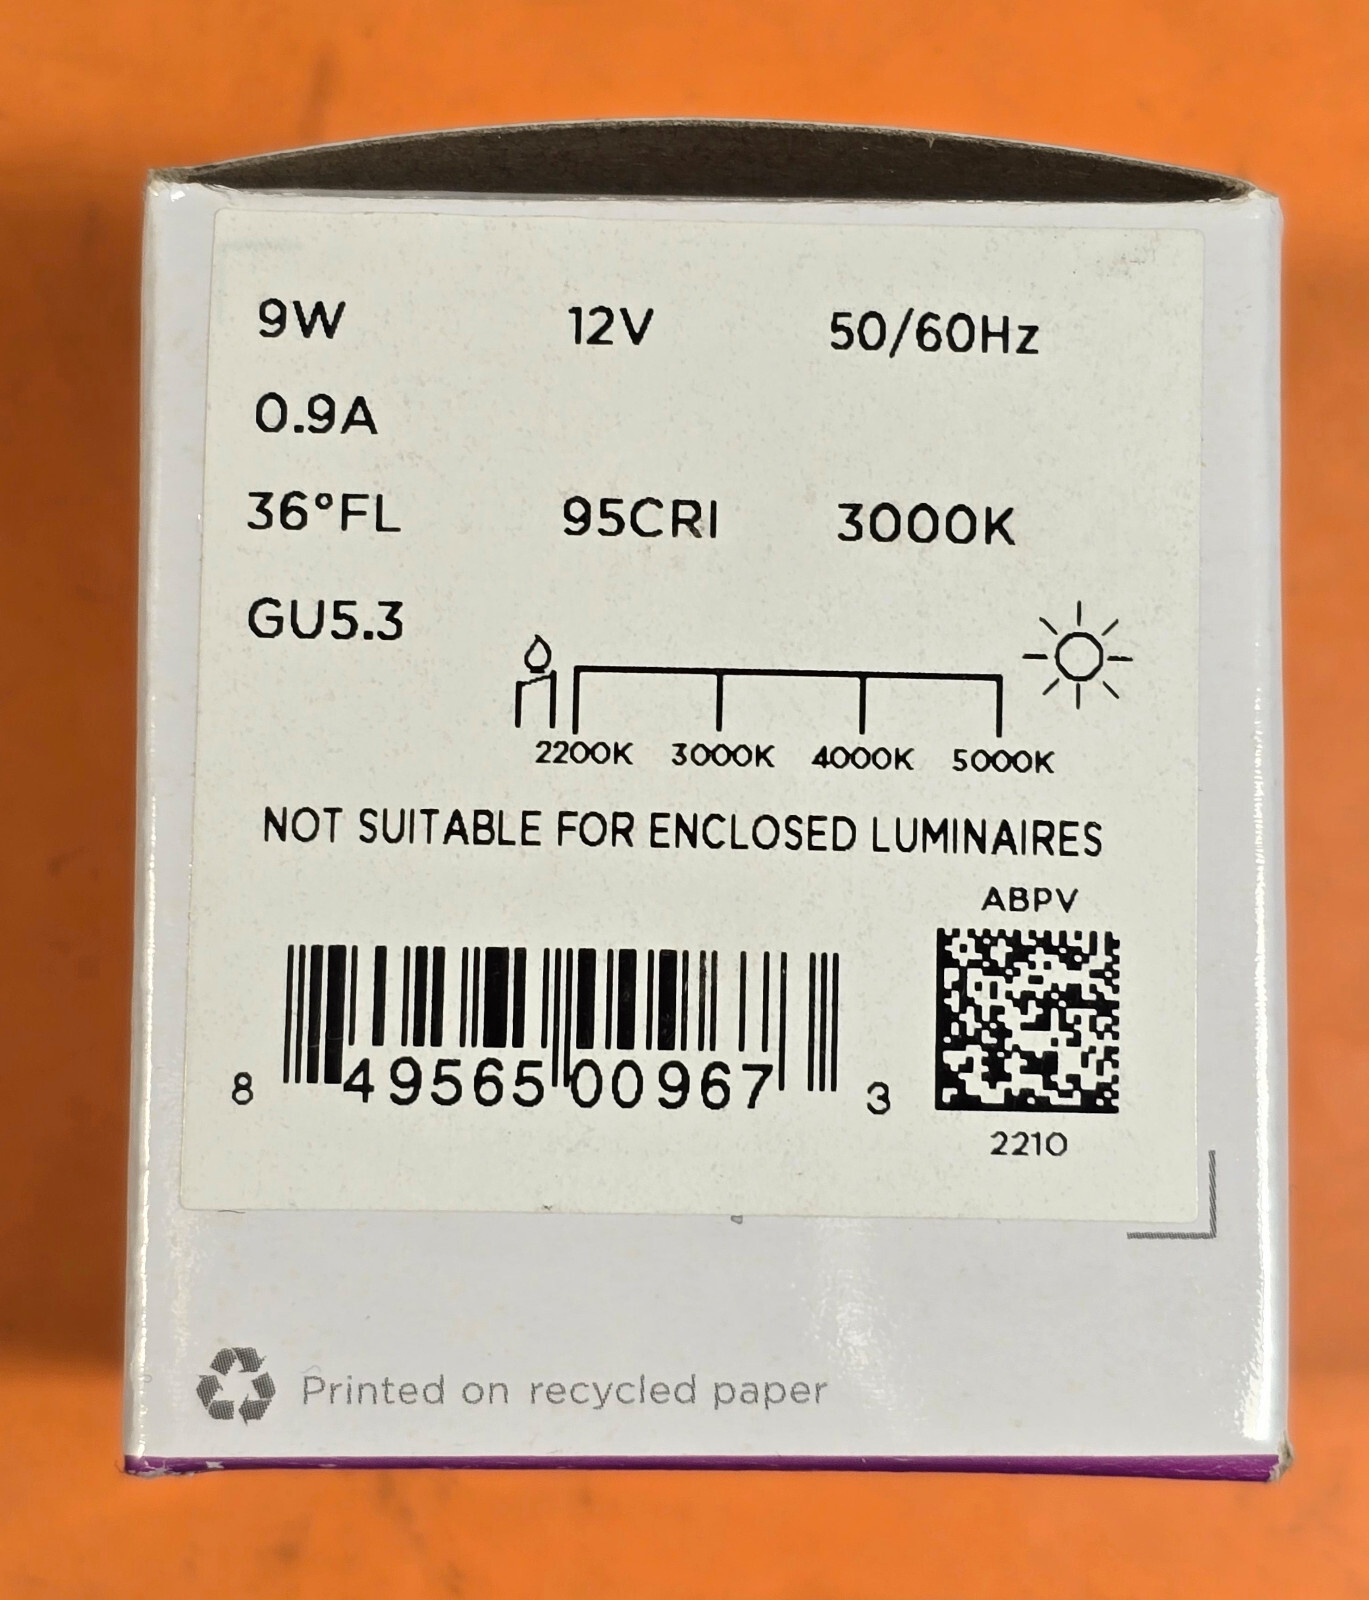 9W 12V 50/60Hz
0.9A
36°FL 95CRI 3000K
GU5.3
2200K 3000K 4000K 5000K
NOT SUITABLE FOR ENCLOSED LUMINAIRES
ABPV
8 49565 00967 3
2210
Printed on recycled paper